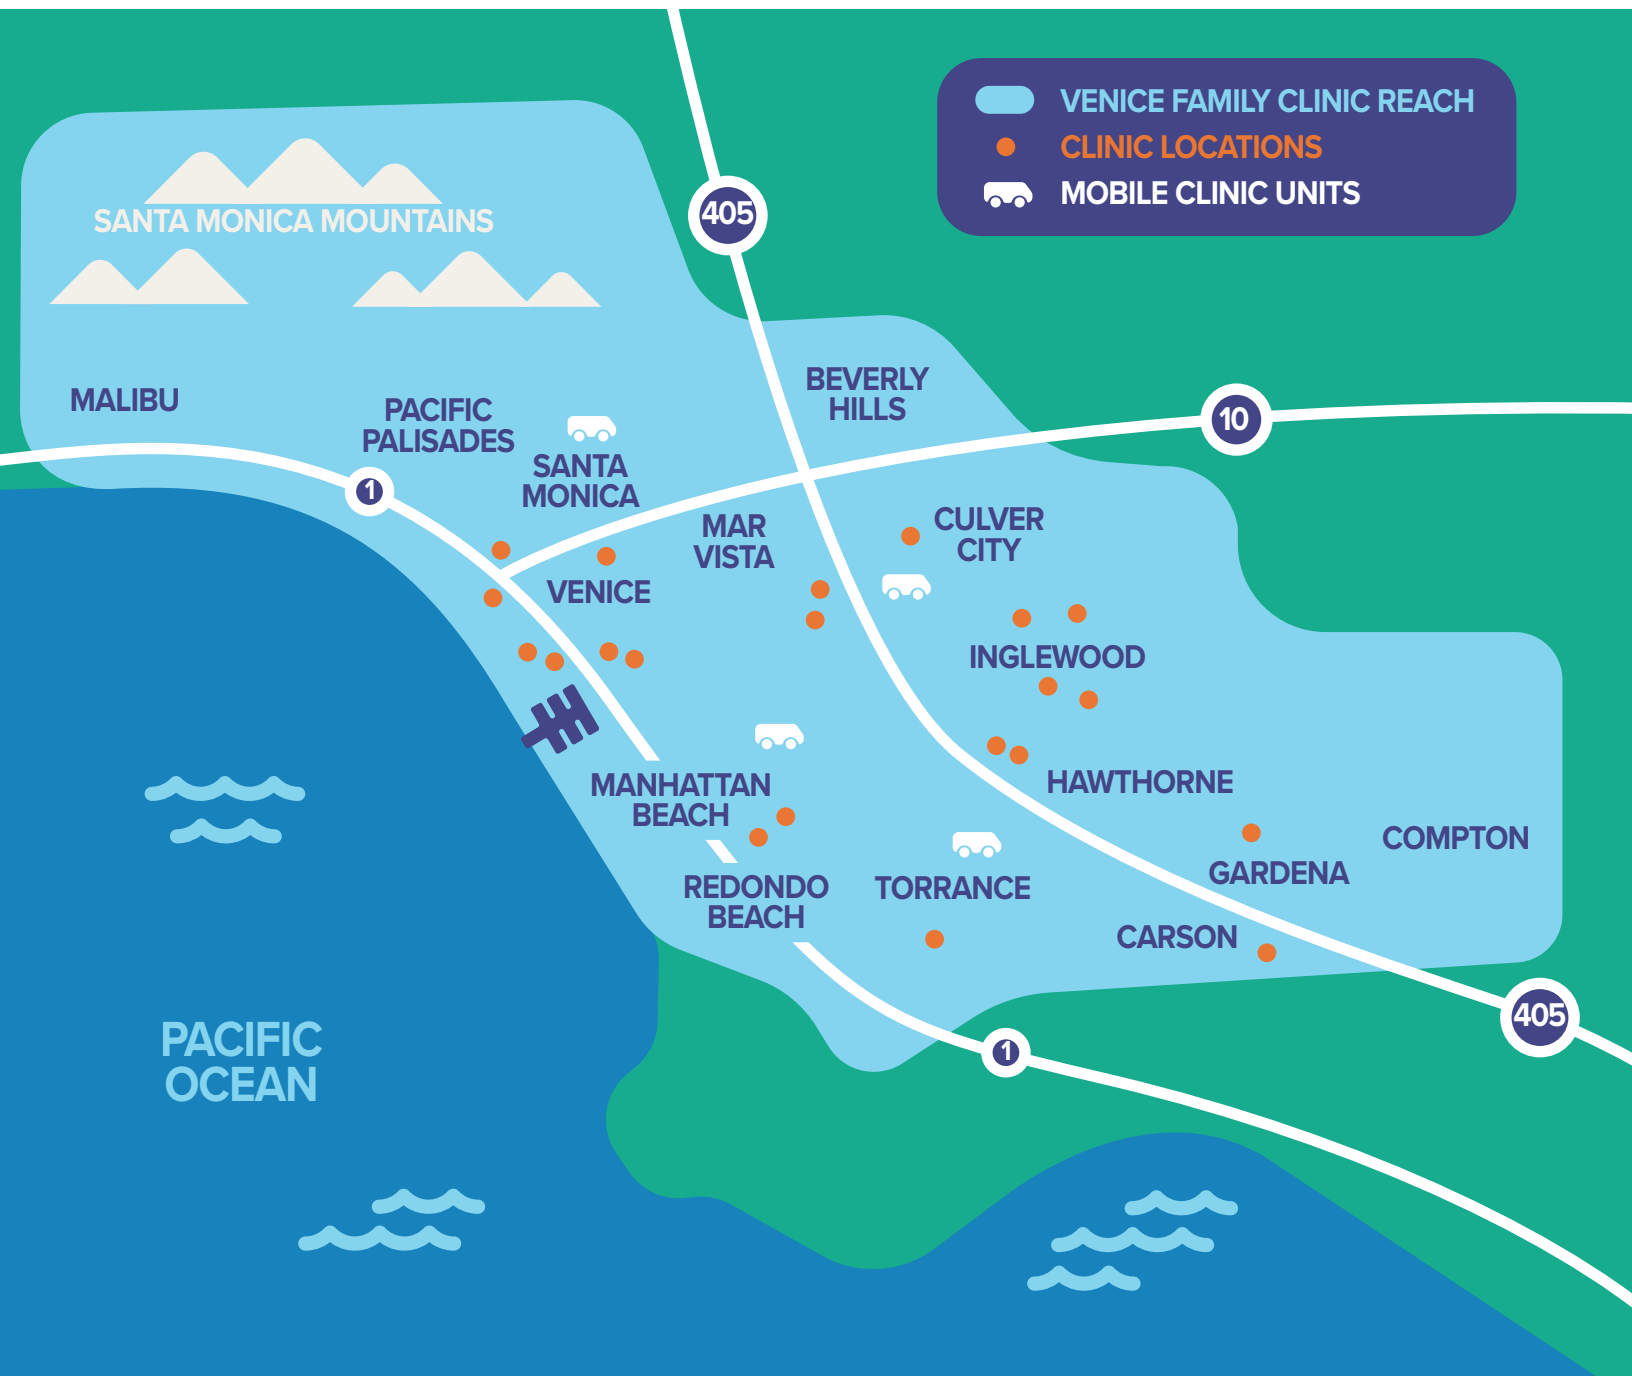 VENICE FAMILY CLINIC REACH
CLINIC LOCATIONS
MOBILE CLINIC UNITS
405
SANTA MONICA MOUNTAINS
MALIBU
PACIFIC
PALISADES
BEVERLY
HILLS
10
SANTA
MONICA
1
MAR
VISTA
CULVER
CITY
VENICE
INGLEWOOD
MANHATTAN
BEACH
HAWTHORNE
COMPTON
GARDENA
REDONDO
BEACH
TORRANCE
CARSON
405
1
PACIFIC
OCEAN